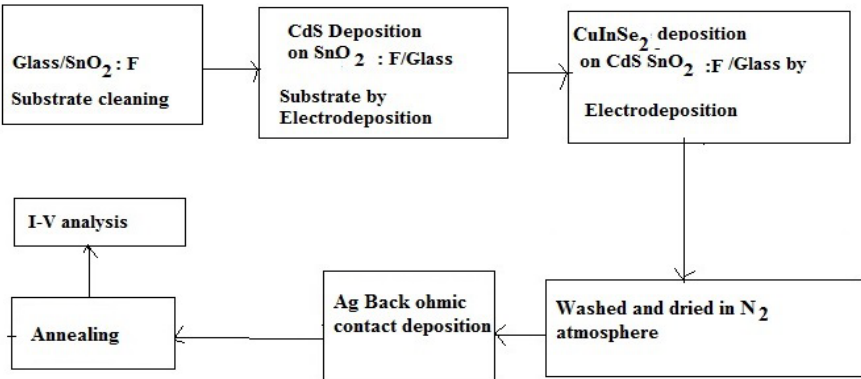 Glass/SnO2 : F
Substrate cleaning
CdS Deposition
on SnO2 : F/Glass
Substrate by
Electrodeposition
CuInSe2 deposition
on CdS SnO2 :F /Glass by
Electrodeposition
Washed and dried in N2
atmosphere
Ag Back ohmic
contact deposition
Annealing
I-V analysis